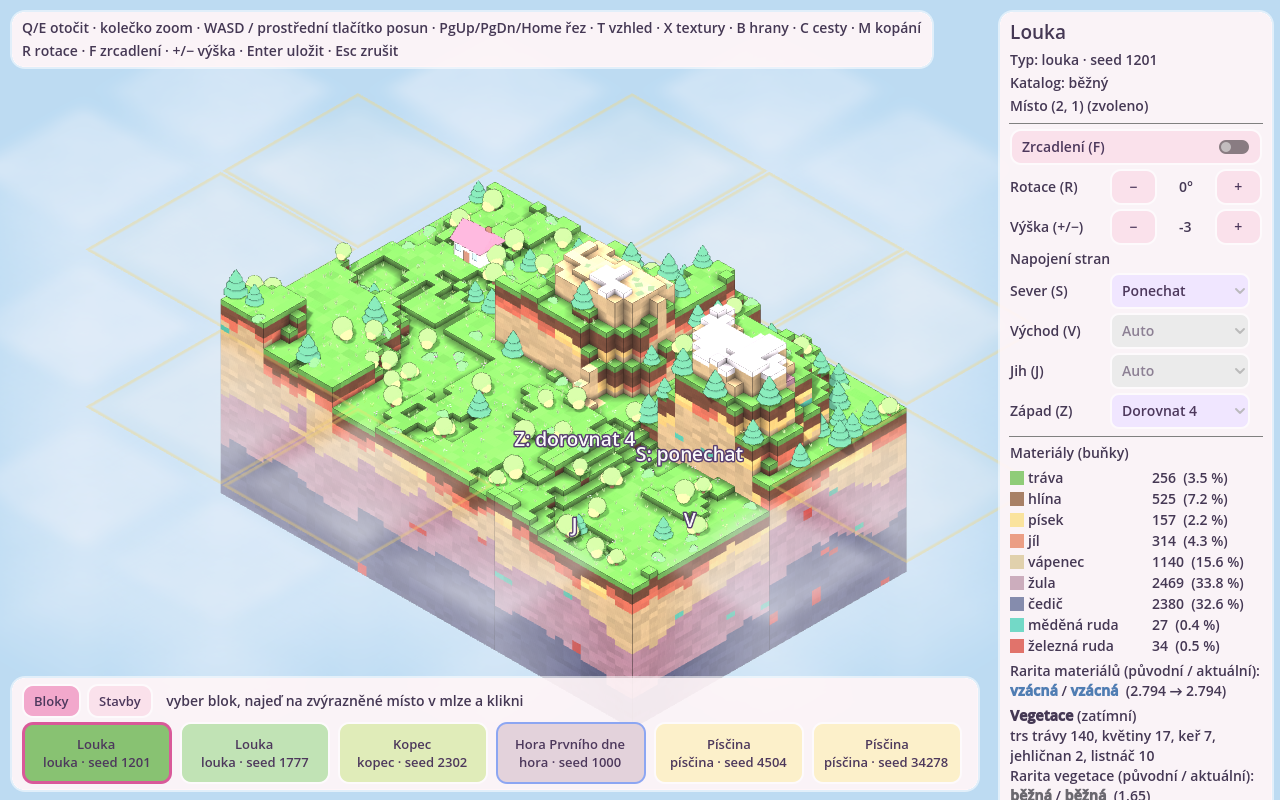 Q/E otočit · kolečko zoom · WASD / prostřední tlačítko posun · PgUp/PgDn/Home řez · T vzhled · X textury · B hrany · C cesty · M kopání
R rotace · F zrcadlení · +/− výška · Enter uložit · Esc zrušit
Louka
Typ: louka · seed 1201
Katalog: běžný
Místo (2, 1) (zvoleno)
Zrcadlení (F)
Rotace (R) − 0° +
Výška (+/−) − -3 +
Napojení stran
Sever (S) Ponechat
Východ (V) Auto
Jih (J) Auto
Západ (Z) Dorovnat 4
Materiály (buňky)
tráva 256 (3.5 %)
hlína 525 (7.2 %)
písek 157 (2.2 %)
jíl 314 (4.3 %)
vápenec 1140 (15.6 %)
žula 2469 (33.8 %)
čedič 2380 (32.6 %)
měděná ruda 27 (0.4 %)
železná ruda 34 (0.5 %)
Rarita materiálů (původní / aktuální):
vzácná / vzácná (2.794 → 2.794)
Vegetace (zatímní)
trs trávy 140, květiny 17, keř 7,
jehličnan 2, listnáč 10
Rarita vegetace (původní / aktuální):
běžná / běžná (1.65)
Z: dorovnat 4
S: ponechat
J
V
Bloky Stavby vyber blok, najeď na zvýrazněné místo v mlze a klikni
Louka
louka · seed 1201
Louka
louka · seed 1777
Kopec
kopec · seed 2302
Hora Prvního dne
hora · seed 1000
Písčina
písčina · seed 4504
Písčina
písčina · seed 34278